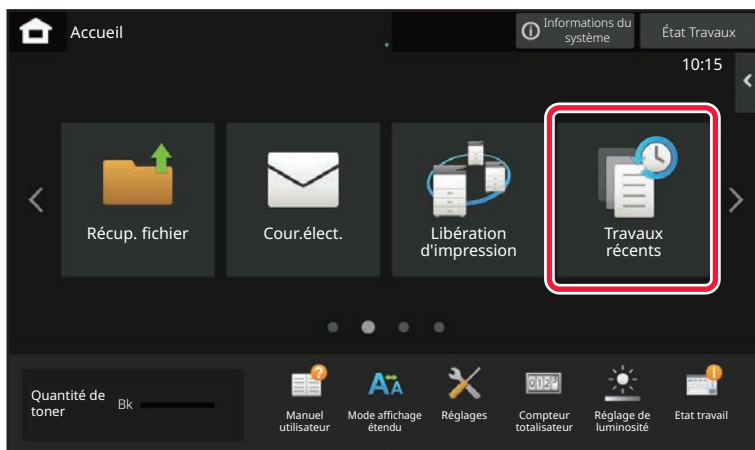 Accueil
Informations du
système
État Travaux
10:15
Récup. fichier
Cour.élect.
Libération
d'impression
Travaux
récents
Quantité de
toner
Bk
Manuel
utilisateur
Mode affichage
étendu
Réglages
Compteur
totalisateur
Réglage de
luminosité
Etat travail